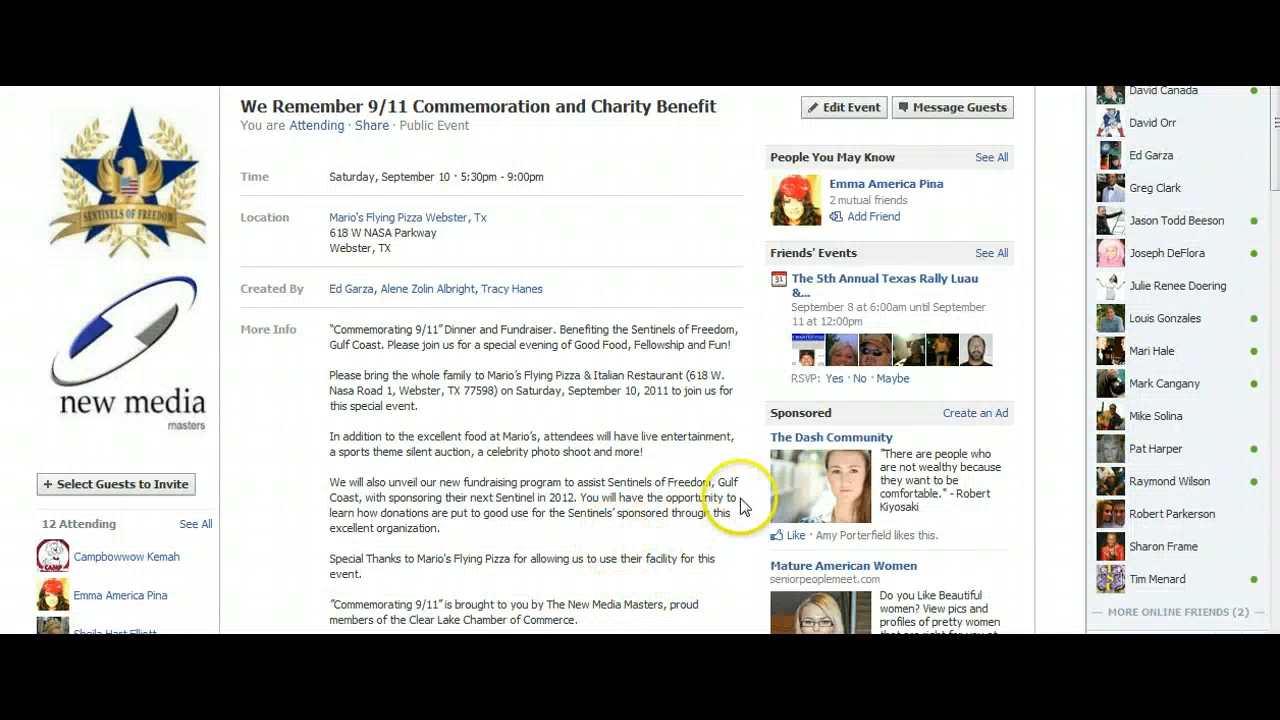 We Remember 9/11 Commemoration and Charity Benefit
You are Attending · Share · Public Event
Edit Event
Message Guests
SENTINELS OF FREEDOM
new media
masters
+ Select Guests to Invite
12 Attending
See All
Campbowwow Kemah
Emma America Pina
Sheila Hart Elliott
Time
Saturday, September 10 · 5:30pm - 9:00pm
Location
Mario's Flying Pizza Webster, Tx
618 W NASA Parkway
Webster, TX
Created By
Ed Garza, Alene Zolin Albright, Tracy Hanes
More Info
“Commemorating 9/11” Dinner and Fundraiser. Benefiting the Sentinels of Freedom,
Gulf Coast. Please join us for a special evening of Good Food, Fellowship and Fun!
Please bring the whole family to Mario’s Flying Pizza & Italian Restaurant (618 W.
Nasa Road 1, Webster, TX 77598) on Saturday, September 10, 2011 to join us for
this special event.
In addition to the excellent food at Mario’s, attendees will have live entertainment,
a sports theme silent auction, a celebrity photo shoot and more!
We will also unveil our new fundraising program to assist Sentinels of Freedom, Gulf
Coast, with sponsoring their next Sentinel in 2012. You will have the opportunity to
learn how donations are put to good use for the Sentinels’ sponsored through this
excellent organization.
Special Thanks to Mario's Flying Pizza for allowing us to use their facility for this
event.
“Commemorating 9/11” is brought to you by The New Media Masters, proud
members of the Clear Lake Chamber of Commerce.
People You May Know
See All
Emma America Pina
2 mutual friends
Add Friend
Friends' Events
See All
31
The 5th Annual Texas Rally Luau
&...
September 8 at 6:00am until September
11 at 12:00pm
RSVP: Yes · No · Maybe
Sponsored
Create an Ad
The Dash Community
"There are people who
are not wealthy because
they want to be
comfortable." - Robert
Kiyosaki
Like · Amy Porterfield likes this.
Mature American Women
seniorpeoplemeet.com
Do You Like Beautiful
women? View pics and
profiles of pretty women
that are right for you at
David Canada
David Orr
Ed Garza
Greg Clark
Jason Todd Beeson
Joseph DeFlora
Julie Renee Doering
Louis Gonzales
Mari Hale
Mark Cangany
Mike Solina
Pat Harper
Raymond Wilson
Robert Parkerson
Sharon Frame
Tim Menard
MORE ONLINE FRIENDS (2)